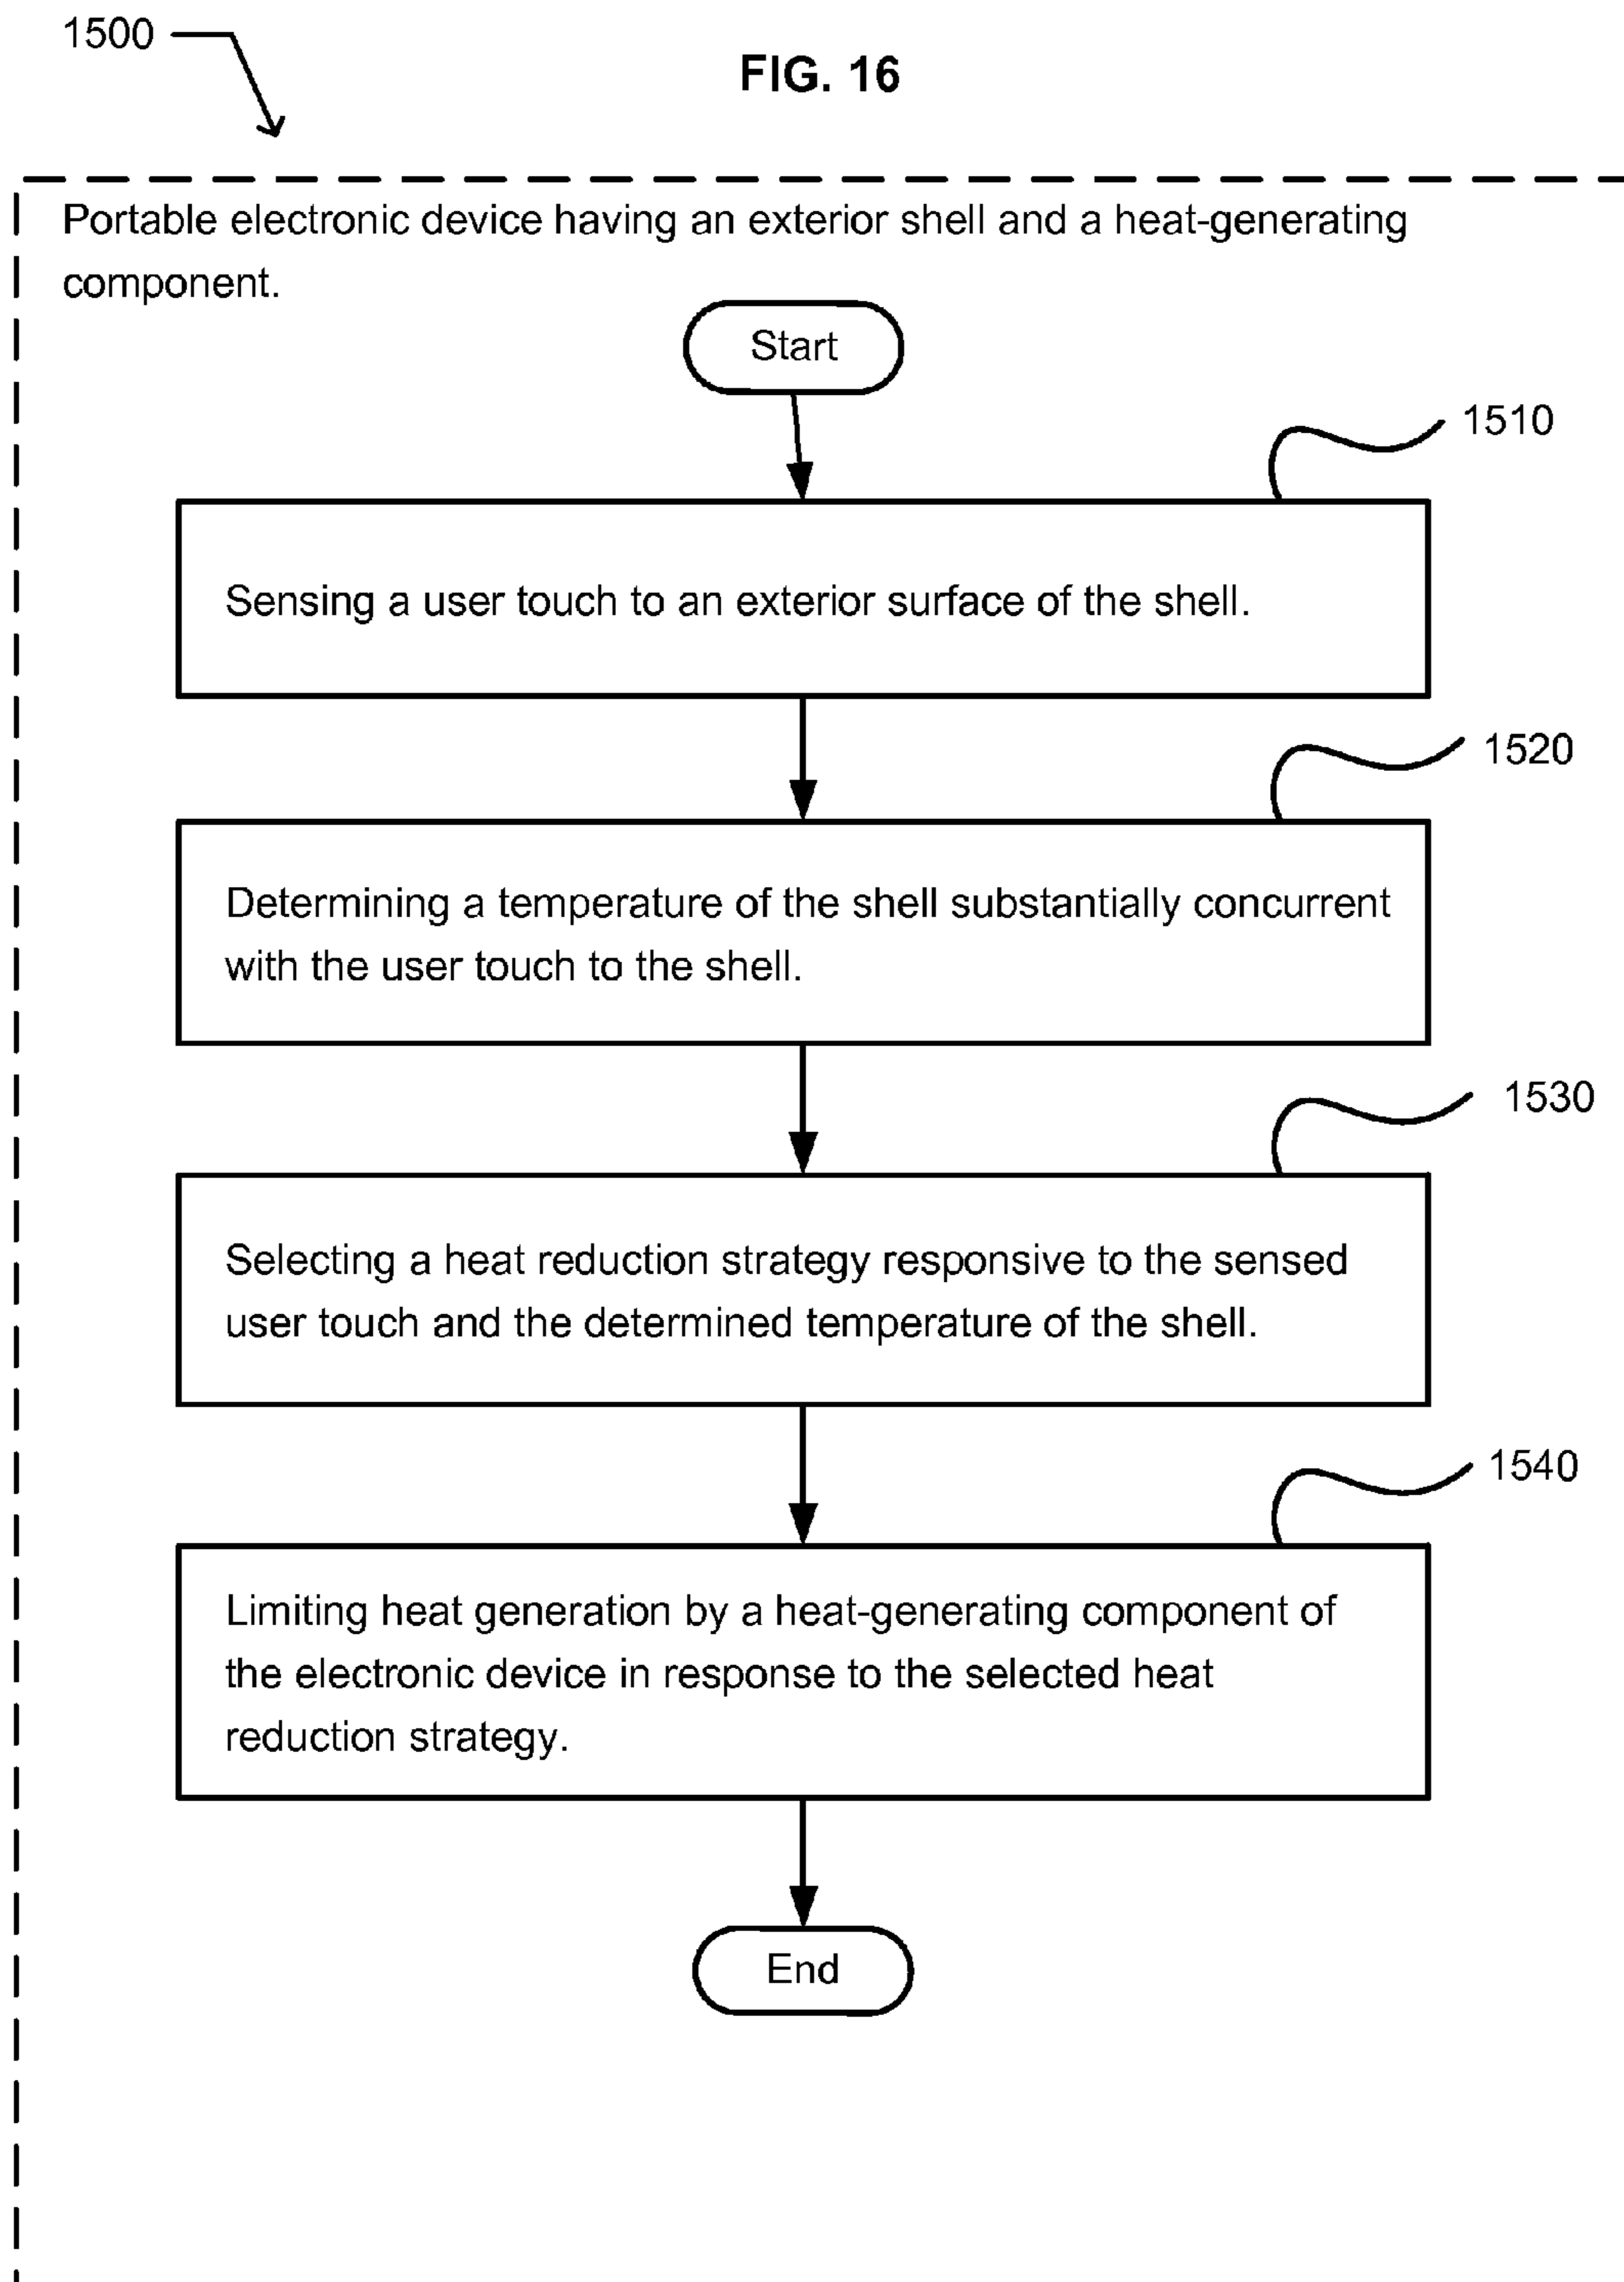 1500
FIG. 16
Portable electronic device having an exterior shell and a heat-generating
component.
Start
1510
Sensing a user touch to an exterior surface of the shell.
1520
Determining a temperature of the shell substantially concurrent
with the user touch to the shell.
1530
Selecting a heat reduction strategy responsive to the sensed
user touch and the determined temperature of the shell.
1540
Limiting heat generation by a heat-generating component of
the electronic device in response to the selected heat
reduction strategy.
End